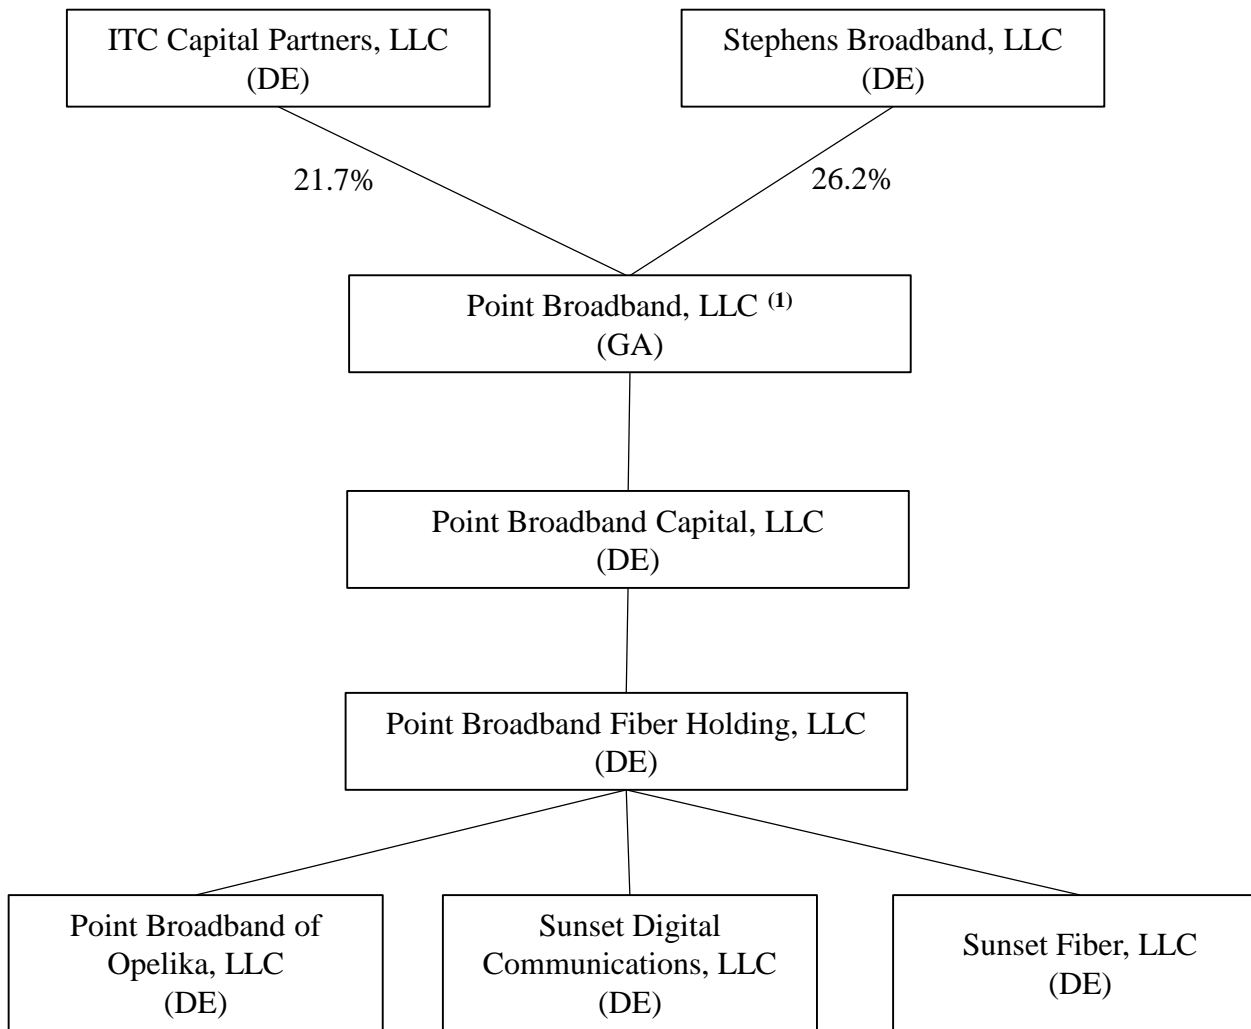 ITC Capital Partners, LLC
(DE)
Stephens Broadband, LLC
(DE)
21.7%
26.2%
Point Broadband, LLC (1)
(GA)
Point Broadband Capital, LLC
(DE)
Point Broadband Fiber Holding, LLC
(DE)
Point Broadband of
Opelika, LLC
(DE)
Sunset Digital
Communications, LLC
(DE)
Sunset Fiber, LLC
(DE)